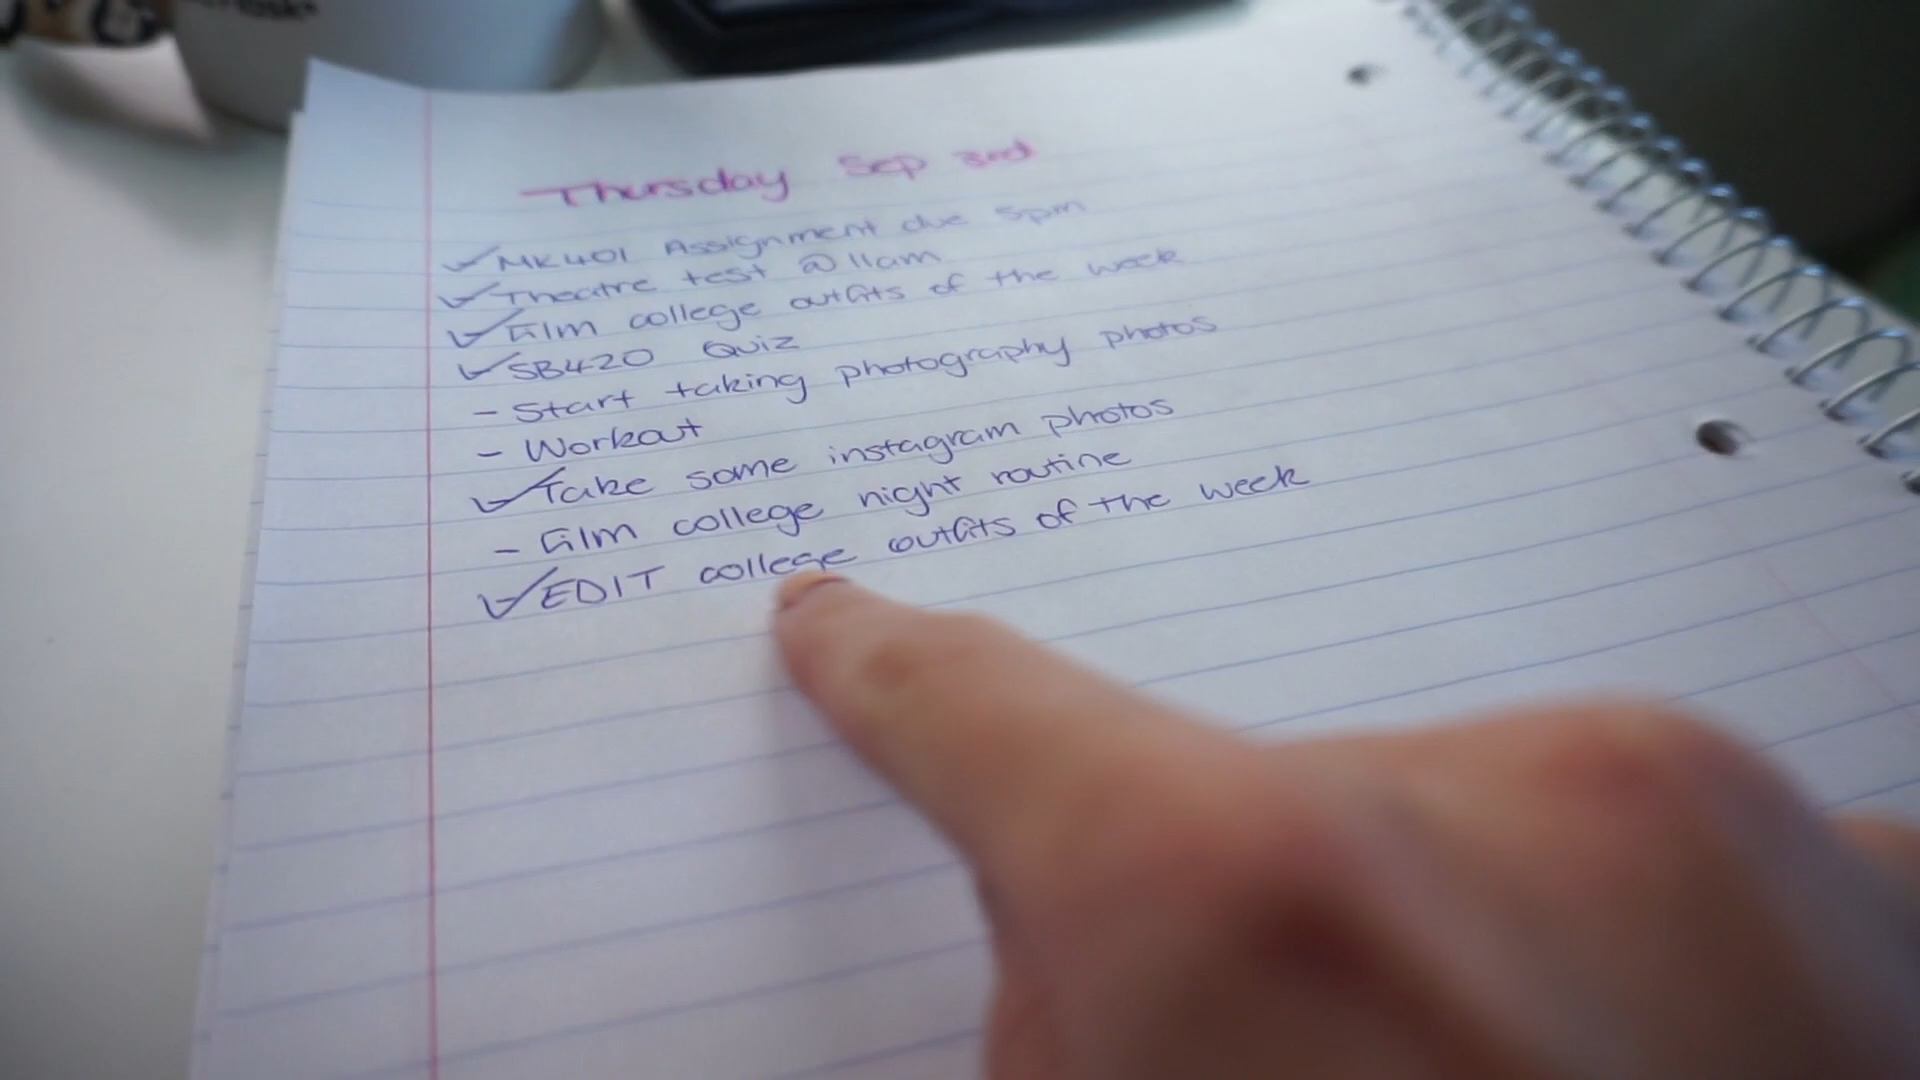 Thursday Sep 3rd
✓ MK401 Assignment due 5pm
✓ Theatre test @ 11am
✓ Film college outfits of the week
✓ SB420 Quiz
- Start taking photography photos
- Workout
✓ Take some instagram photos
- Film college night routine
✓ EDIT college outfits of the week